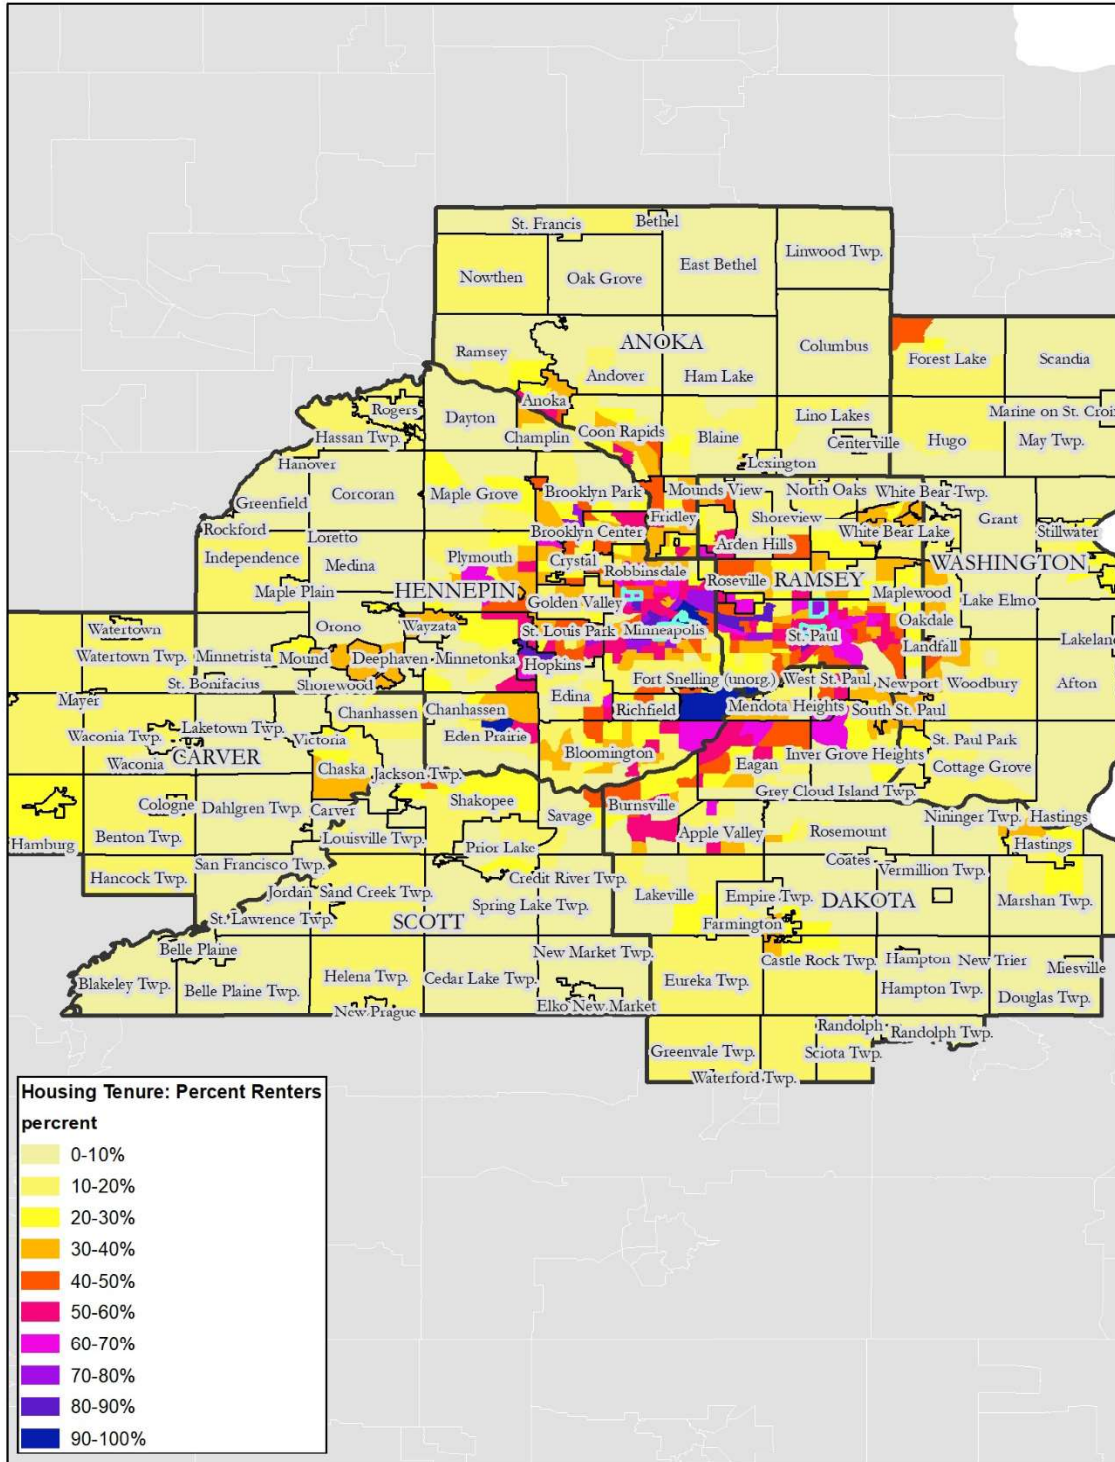 St. Francis
Bethel
Linwood Twp.
Nowthen
Oak Grove
East Bethel
ANOKA
Columbus
Ramsey
Andover
Ham Lake
Forest Lake
Scandia
Anoka
Rogers
Dayton
Champlin
Coon Rapids
Blaine
Lino Lakes
Centerville
Hugo
Marine on St. Croi
May Twp.
Hassan Twp.
Hanover
Lexington
Corcoran
Maple Grove
Brooklyn Park
Mounds View
North Oaks
White Bear Twp.
Greenfield
Fridley
Shoreview
Grant
Rockford
Loretto
Brooklyn Center
Arden Hills
White Bear Lake
Stillwater
Independence
Medina
Plymouth
Crystal
Robbinsdale
Roseville
RAMSEY
WASHINGTON
Maple Plain
HENNEPIN
Golden Valley
Maplewood
Lake Elmo
Orono
Wayzata
St. Louis Park
Minneapolis
St. Paul
Oakdale
Landfall
Lakeland
Watertown
Watertown Twp.
Minnetrista
Mound
Deephaven
Minnetonka
Hopkins
St. Bonifacius
Shorewood
Edina
Fort Snelling (unorg.)
West St. Paul
Newport
Woodbury
Afton
Mayer
Chanhassen
Chanhassen
Richfield
Mendota Heights
South St. Paul
Laketown Twp.
Waconia Twp.
Victoria
Eden Prairie
Bloomington
Inver Grove Heights
St. Paul Park
Waconia
CARVER
Chaska
Jackson Twp.
Eagan
Cottage Grove
Grey Cloud Island Twp.
Cologne
Dahlgren Twp.
Carver
Shakopee
Savage
Burnsville
Hamburg
Benton Twp.
Louisville Twp.
Prior Lake
Apple Valley
Rosemount
Nininger Twp.
Hastings
Hastings
San Francisco Twp.
Coates
Vermillion Twp.
Hancock Twp.
Jordan
Sand Creek Twp.
Credit River Twp.
Lakeville
Empire Twp.
DAKOTA
Marshan Twp.
St. Lawrence Twp.
SCOTT
Spring Lake Twp.
Farmington
Belle Plaine
New Market Twp.
Castle Rock Twp.
Hampton
New Trier
Miesville
Blakeley Twp.
Belle Plaine Twp.
Helena Twp.
Cedar Lake Twp.
Eureka Twp.
Hampton Twp.
Douglas Twp.
New Prague
Elko New Market
Randolph
Randolph Twp.
Greenvale Twp.
Sciota Twp.
Waterford Twp.
Housing Tenure: Percent Renters
percrent
0-10%
10-20%
20-30%
30-40%
40-50%
50-60%
60-70%
70-80%
80-90%
90-100%